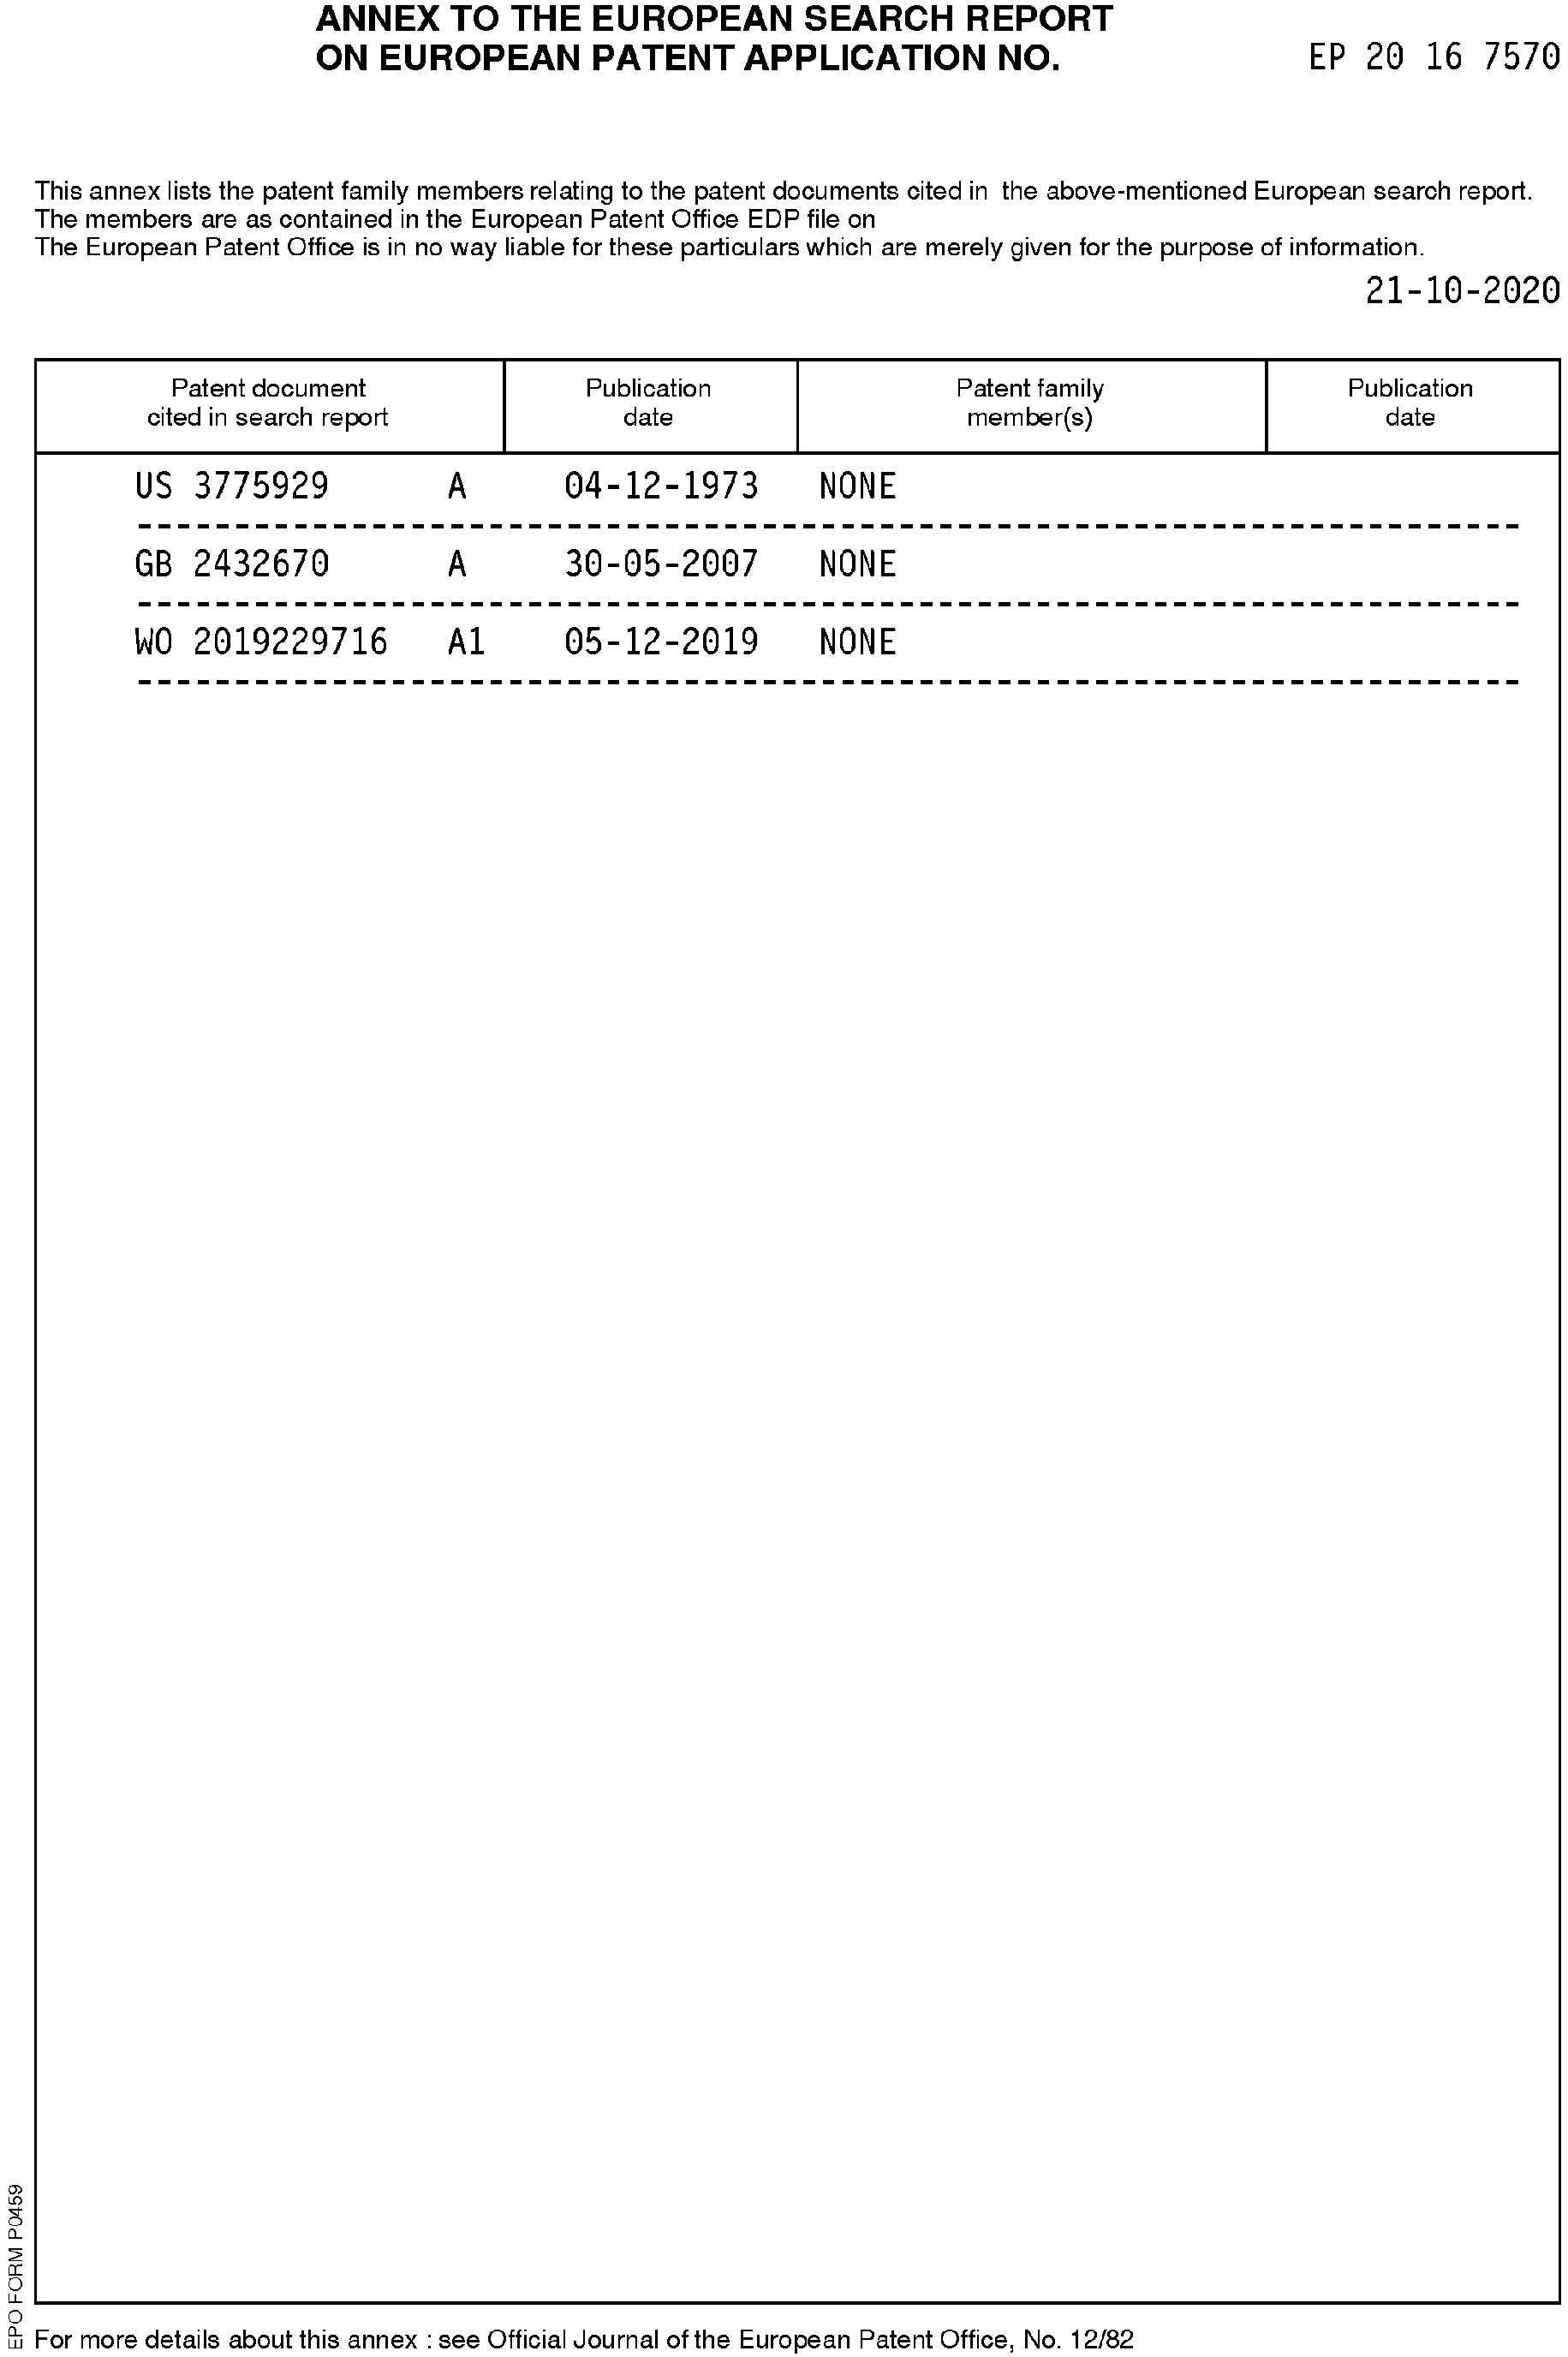 ANNEX TO THE EUROPEAN SEARCH REPORT
ON EUROPEAN PATENT APPLICATION NO. EP 20 16 7570
This annex lists the patent family members relating to the patent documents cited in the above-mentioned European search report.
The members are as contained in the European Patent Office EDP file on
The European Patent Office is in no way liable for these particulars which are merely given for the purpose of information.
21-10-2020
Patent document cited in search report Publication date Patent family member(s) Publication date
US 3775929 A 04-12-1973 NONE
GB 2432670 A 30-05-2007 NONE
WO 2019229716 A1 05-12-2019 NONE
EPO FORM P0459
For more details about this annex : see Official Journal of the European Patent Office, No. 12/82